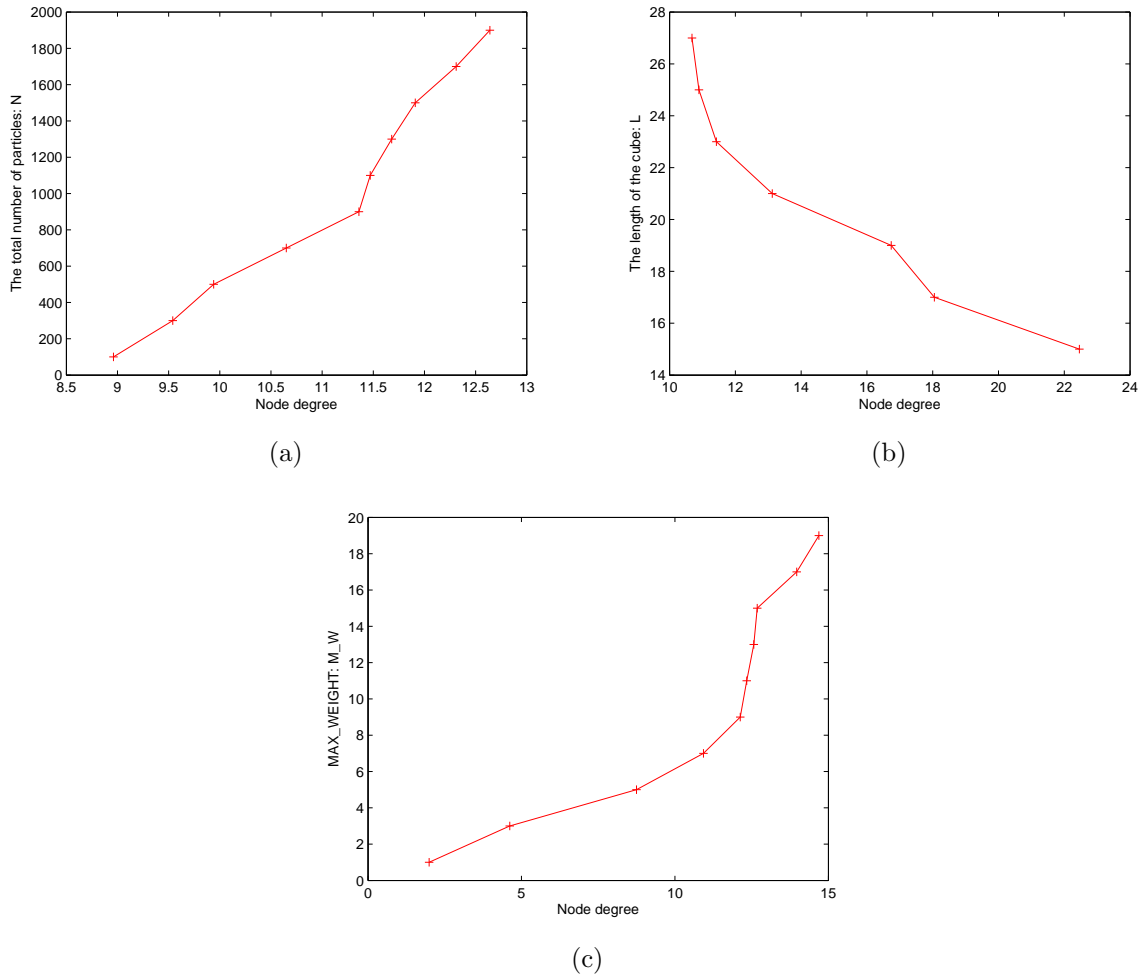 2000
1800
1600
1400
1200
1000
800
600
400
200
0
The total number of particles: N
8.5 9 9.5 10 10.5 11 11.5 12 12.5 13
Node degree
(a)
28
26
24
22
20
18
16
14
The length of the cube: L
10 12 14 16 18 20 22 24
Node degree
(b)
20
18
16
14
12
10
8
6
4
2
0
MAX_WEIGHT: M_W
0 5 10 15
Node degree
(c)